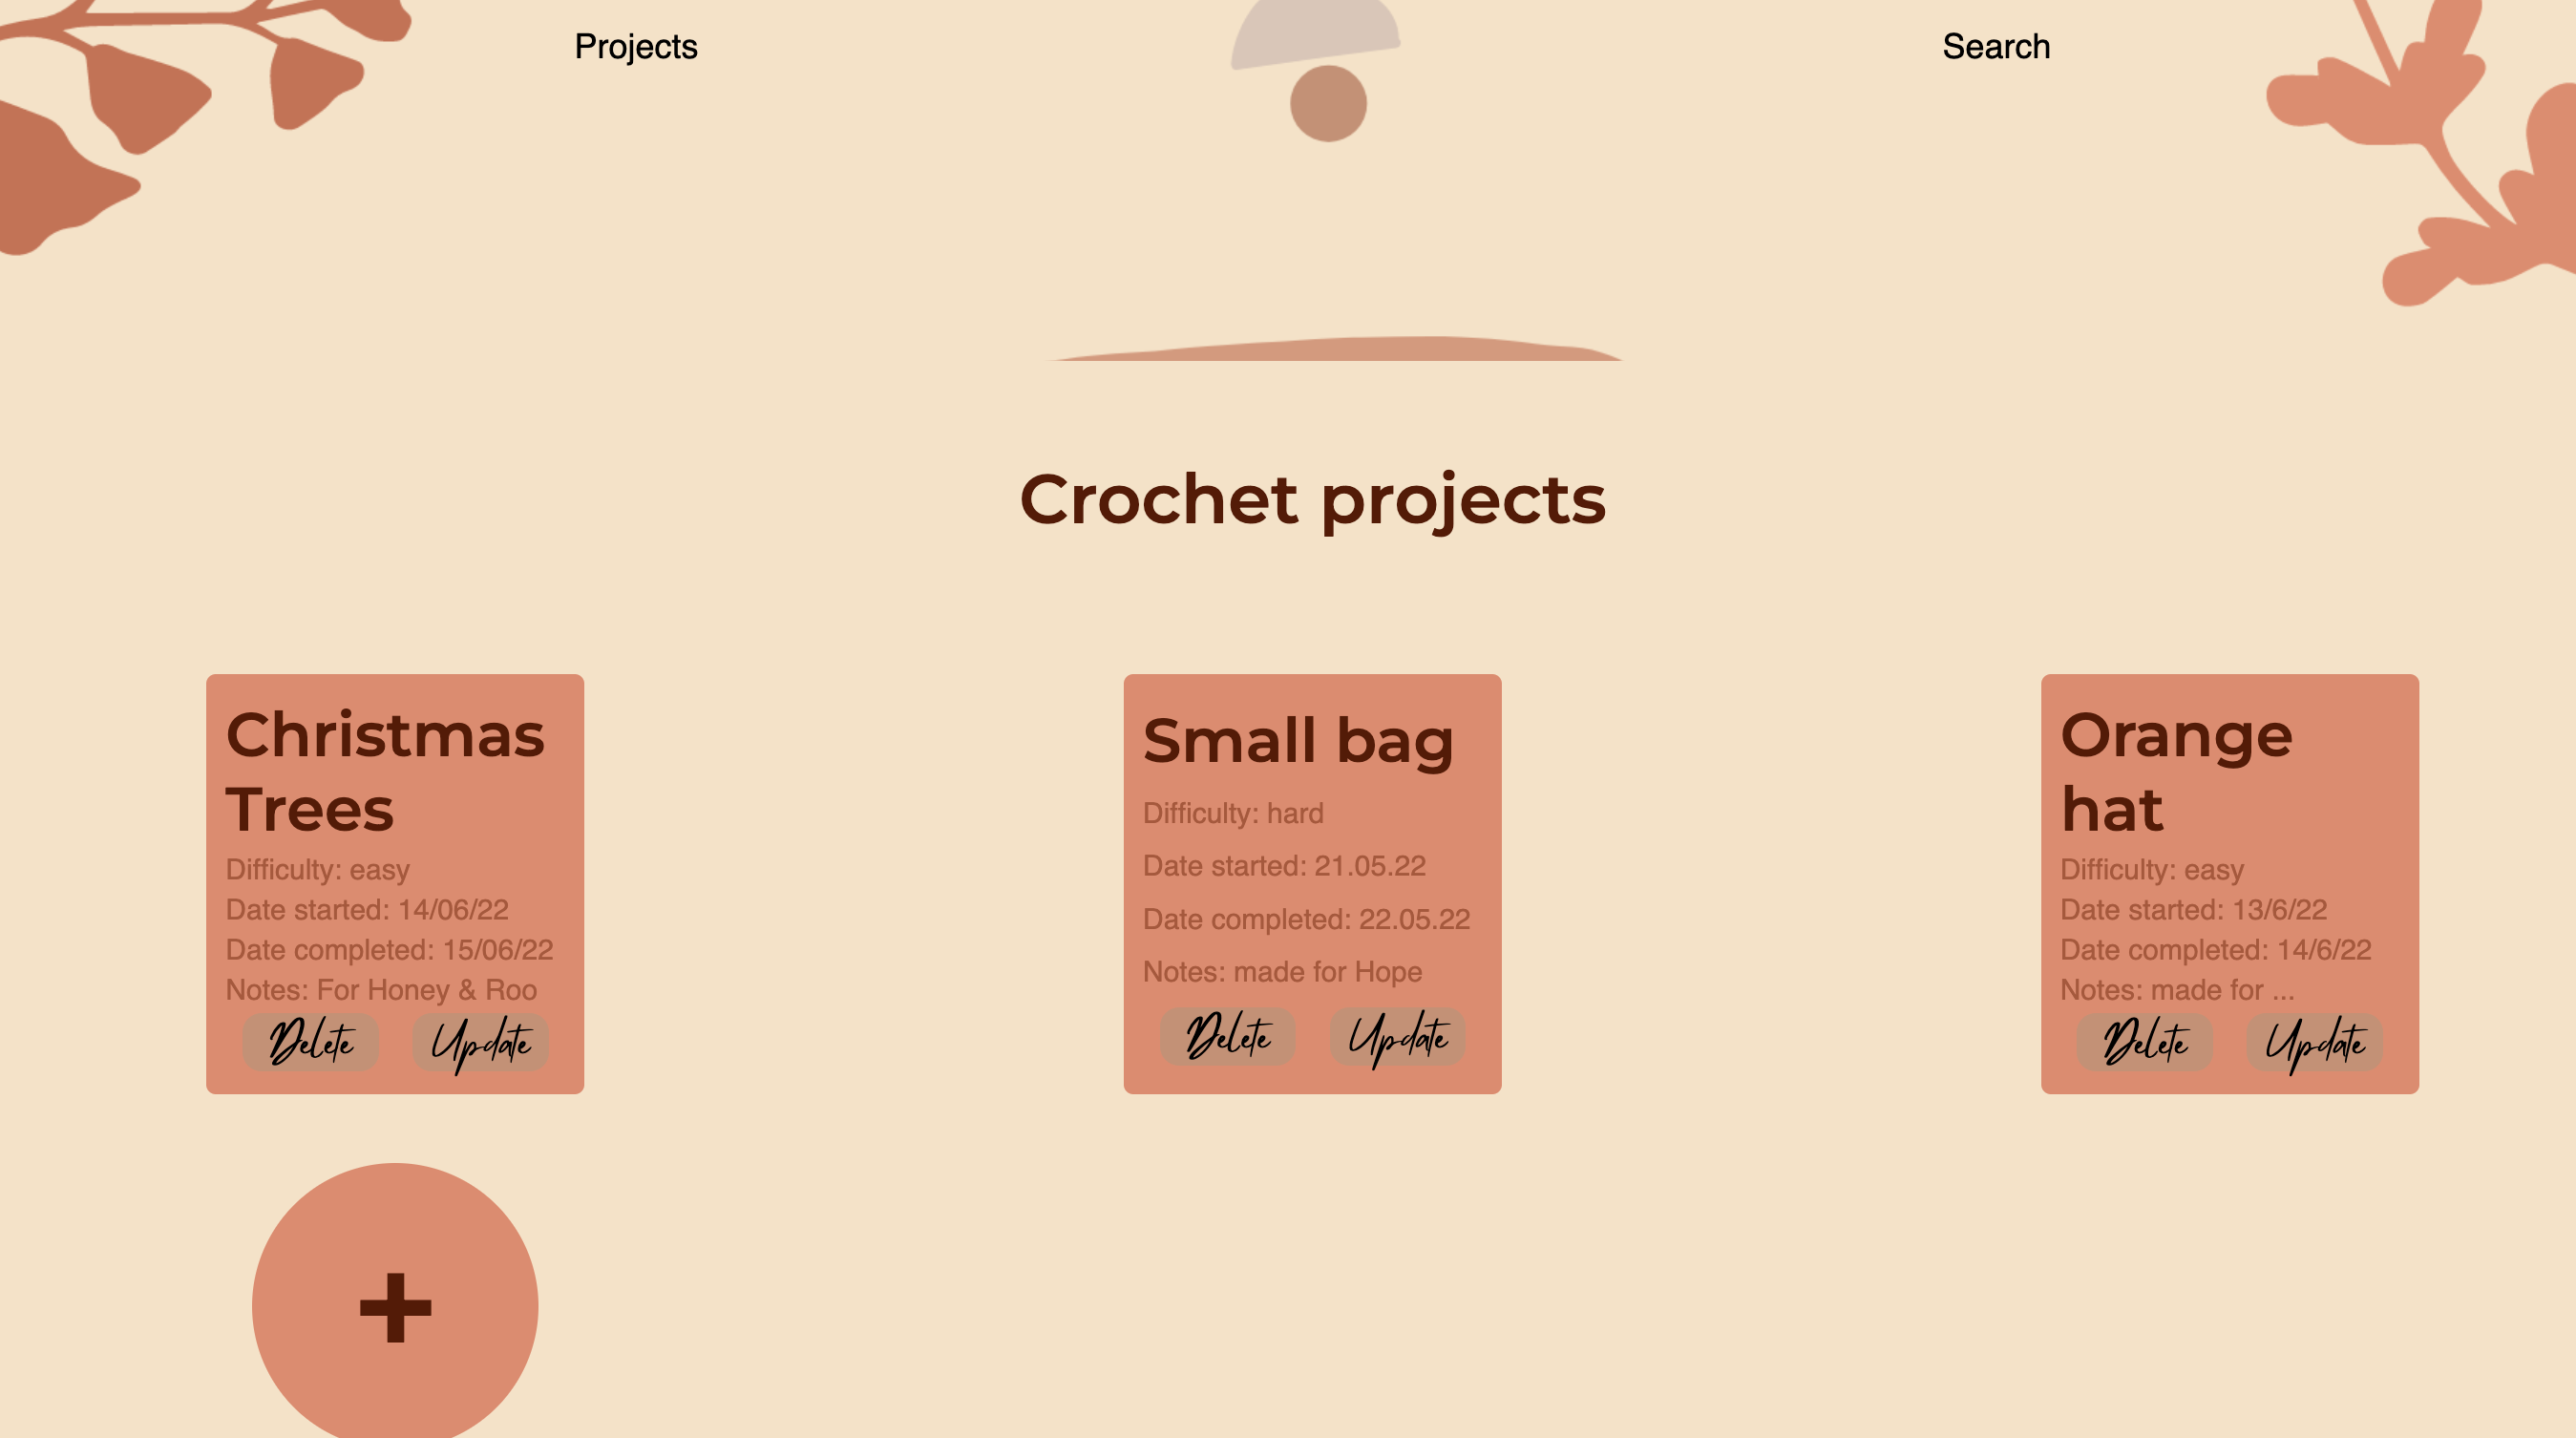 Projects
Search
Crochet projects
Christmas
Trees
Difficulty: easy
Date started: 14/06/22
Date completed: 15/06/22
Notes: For Honey & Roo
Delete
Update
Small bag
Difficulty: hard
Date started: 21.05.22
Date completed: 22.05.22
Notes: made for Hope
Delete
Update
Orange
hat
Difficulty: easy
Date started: 13/6/22
Date completed: 14/6/22
Notes: made for ...
Delete
Update
+